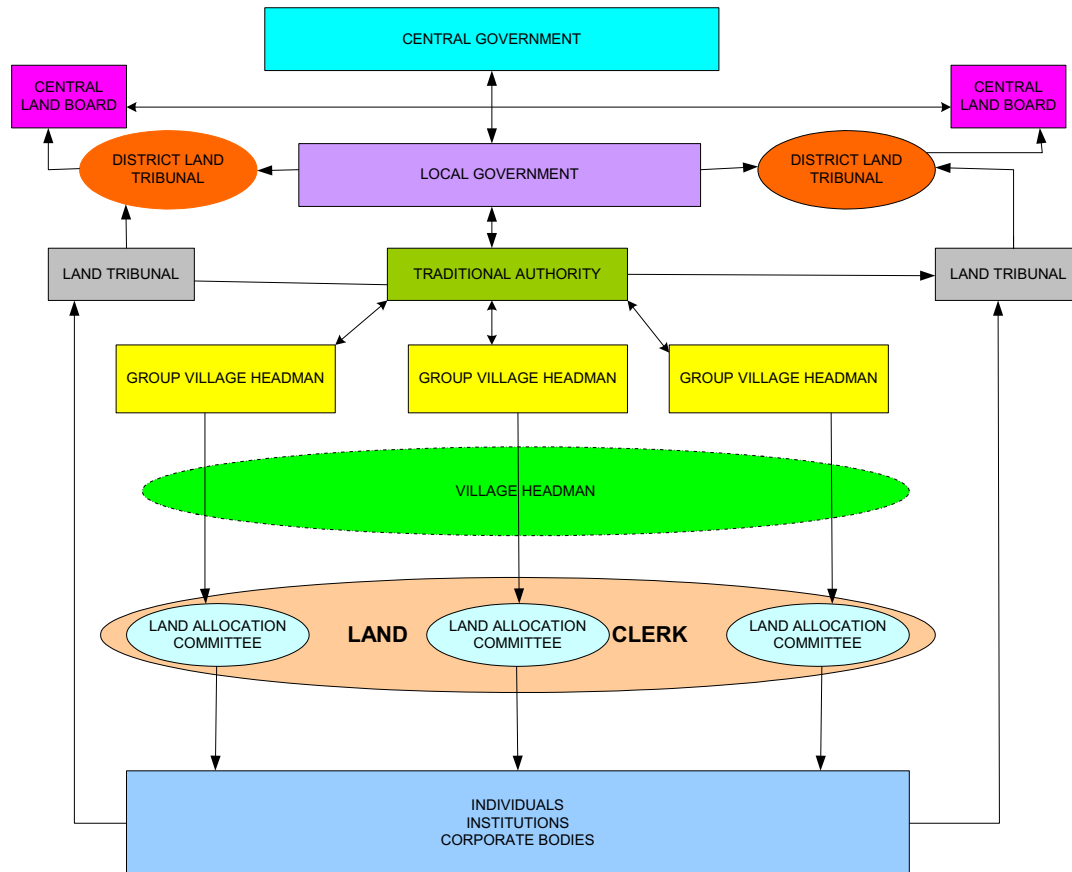 CENTRAL GOVERNMENT
CENTRAL
LAND BOARD
CENTRAL
LAND BOARD
DISTRICT LAND
TRIBUNAL
LOCAL GOVERNMENT
DISTRICT LAND
TRIBUNAL
LAND TRIBUNAL
TRADITIONAL AUTHORITY
LAND TRIBUNAL
GROUP VILLAGE HEADMAN
GROUP VILLAGE HEADMAN
GROUP VILLAGE HEADMAN
VILLAGE HEADMAN
LAND ALLOCATION
COMMITTEE
LAND
LAND ALLOCATION
COMMITTEE
CLERK
LAND ALLOCATION
COMMITTEE
INDIVIDUALS
INSTITUTIONS
CORPORATE BODIES